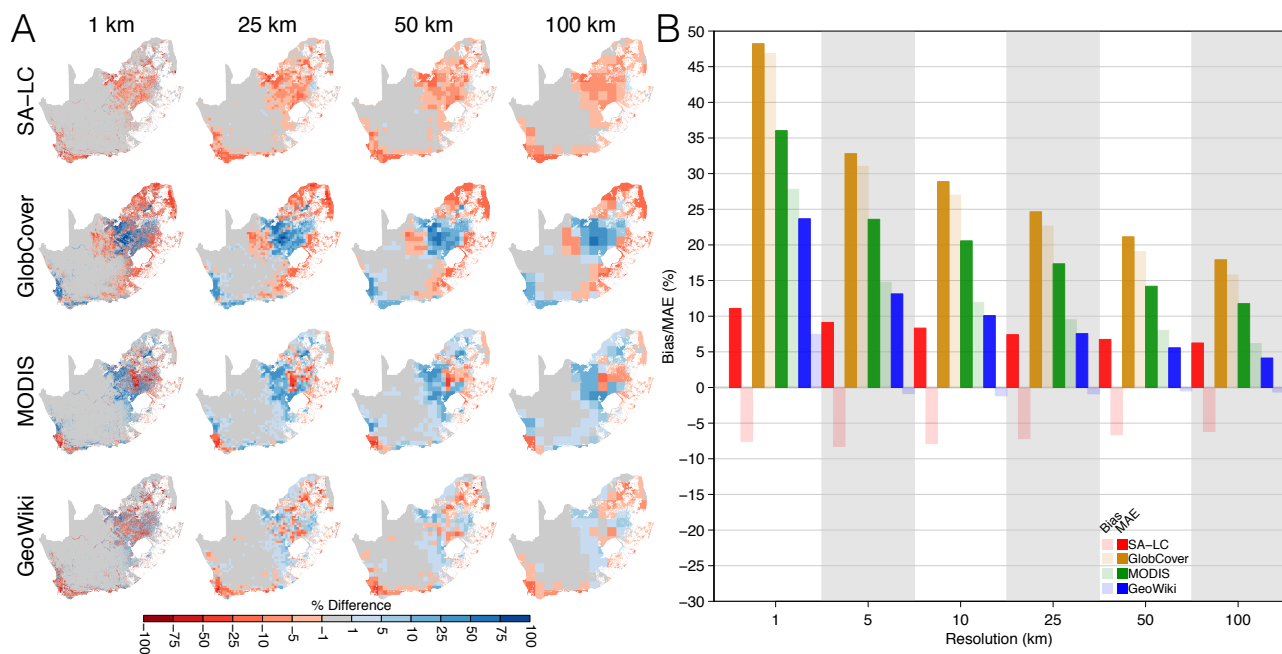 A
1 km 25 km 50 km 100 km
SA−LC
GlobCover
MODIS
GeoWiki
% Difference
−100 −75 −50 −25 −10 −5 −1 1 5 10 25 50 75 100
B
Bias/MAE (%)
50
45
40
35
30
25
20
15
10
5
0
−5
−10
−15
−20
−25
−30
Bias MAE
SA−LC
GlobCover
MODIS
GeoWiki
1 5 10 25 50 100
Resolution (km)